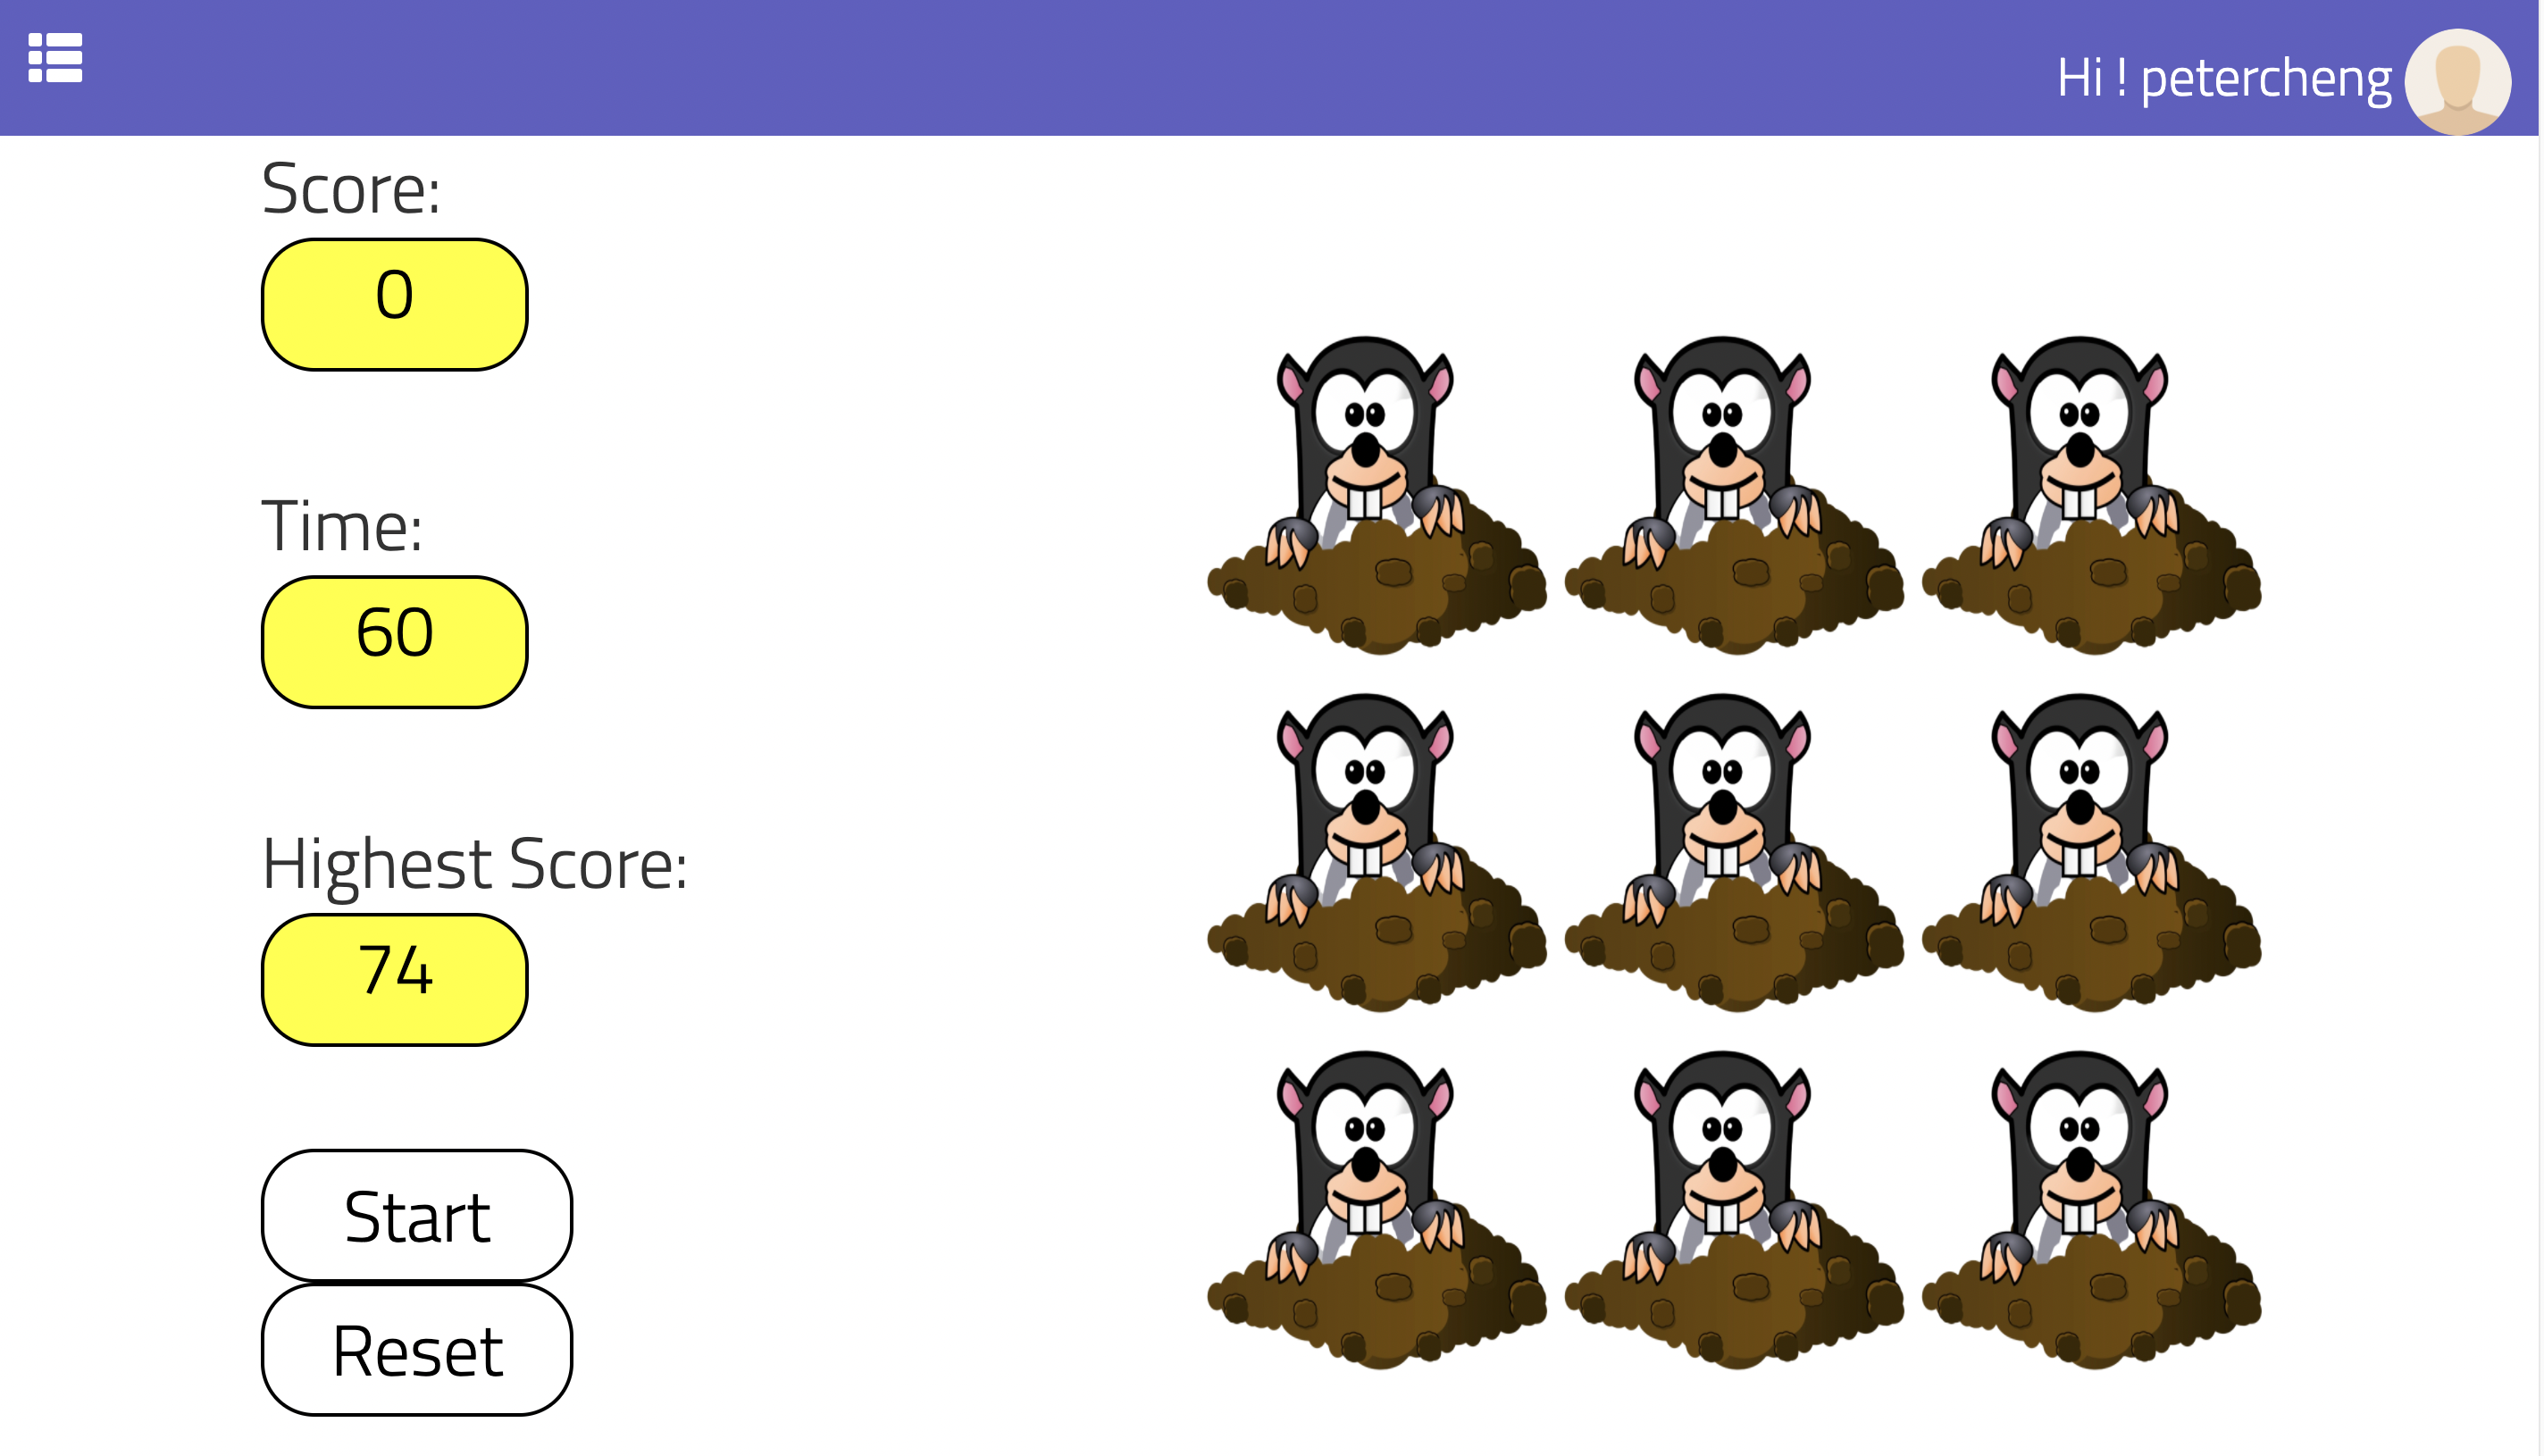 Hi ! petercheng
Score:
0
Time:
60
Highest Score:
74
Start
Reset